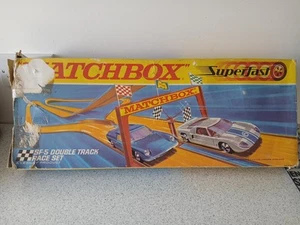 MATCHBOX
Superfast
MATCHBOX
SF-5 DOUBLE TRACK
RACE SET